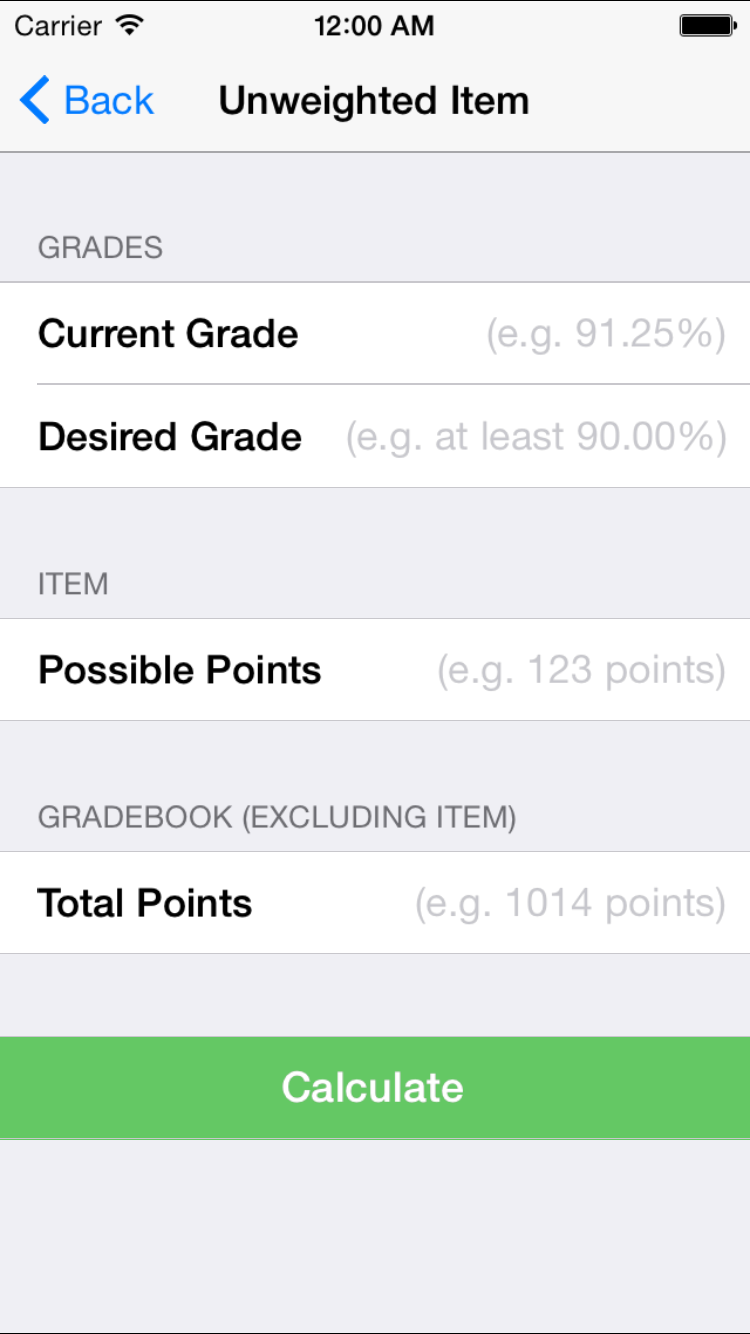 Carrier 12:00 AM
Back Unweighted Item
GRADES
Current Grade (e.g. 91.25%)
Desired Grade (e.g. at least 90.00%)
ITEM
Possible Points (e.g. 123 points)
GRADEBOOK (EXCLUDING ITEM)
Total Points (e.g. 1014 points)
Calculate